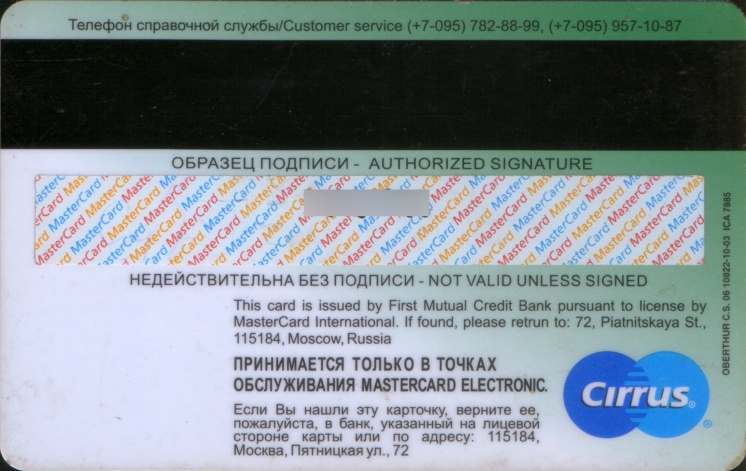 Телефон справочной службы/Customer service (+7-095) 782-88-99, (+7-095) 957-10-87
ОБРАЗЕЦ ПОДПИСИ - AUTHORIZED SIGNATURE
НЕДЕЙСТВИТЕЛЬНА БЕЗ ПОДПИСИ - NOT VALID UNLESS SIGNED
This card is issued by First Mutual Credit Bank pursuant to license by
MasterCard International. If found, please retrun to: 72, Piatnitskaya St.,
115184, Moscow, Russia
ПРИНИМАЕТСЯ ТОЛЬКО В ТОЧКАХ
ОБСЛУЖИВАНИЯ MASTERCARD ELECTRONIC.
Если Вы нашли эту карточку, верните ее,
пожалуйста, в банк, указанный на лицевой
стороне карты или по адресу: 115184,
Москва, Пятницкая ул., 72
Cirrus
OBERTHUR C.S. 06 10822-10-03 ICA 7885